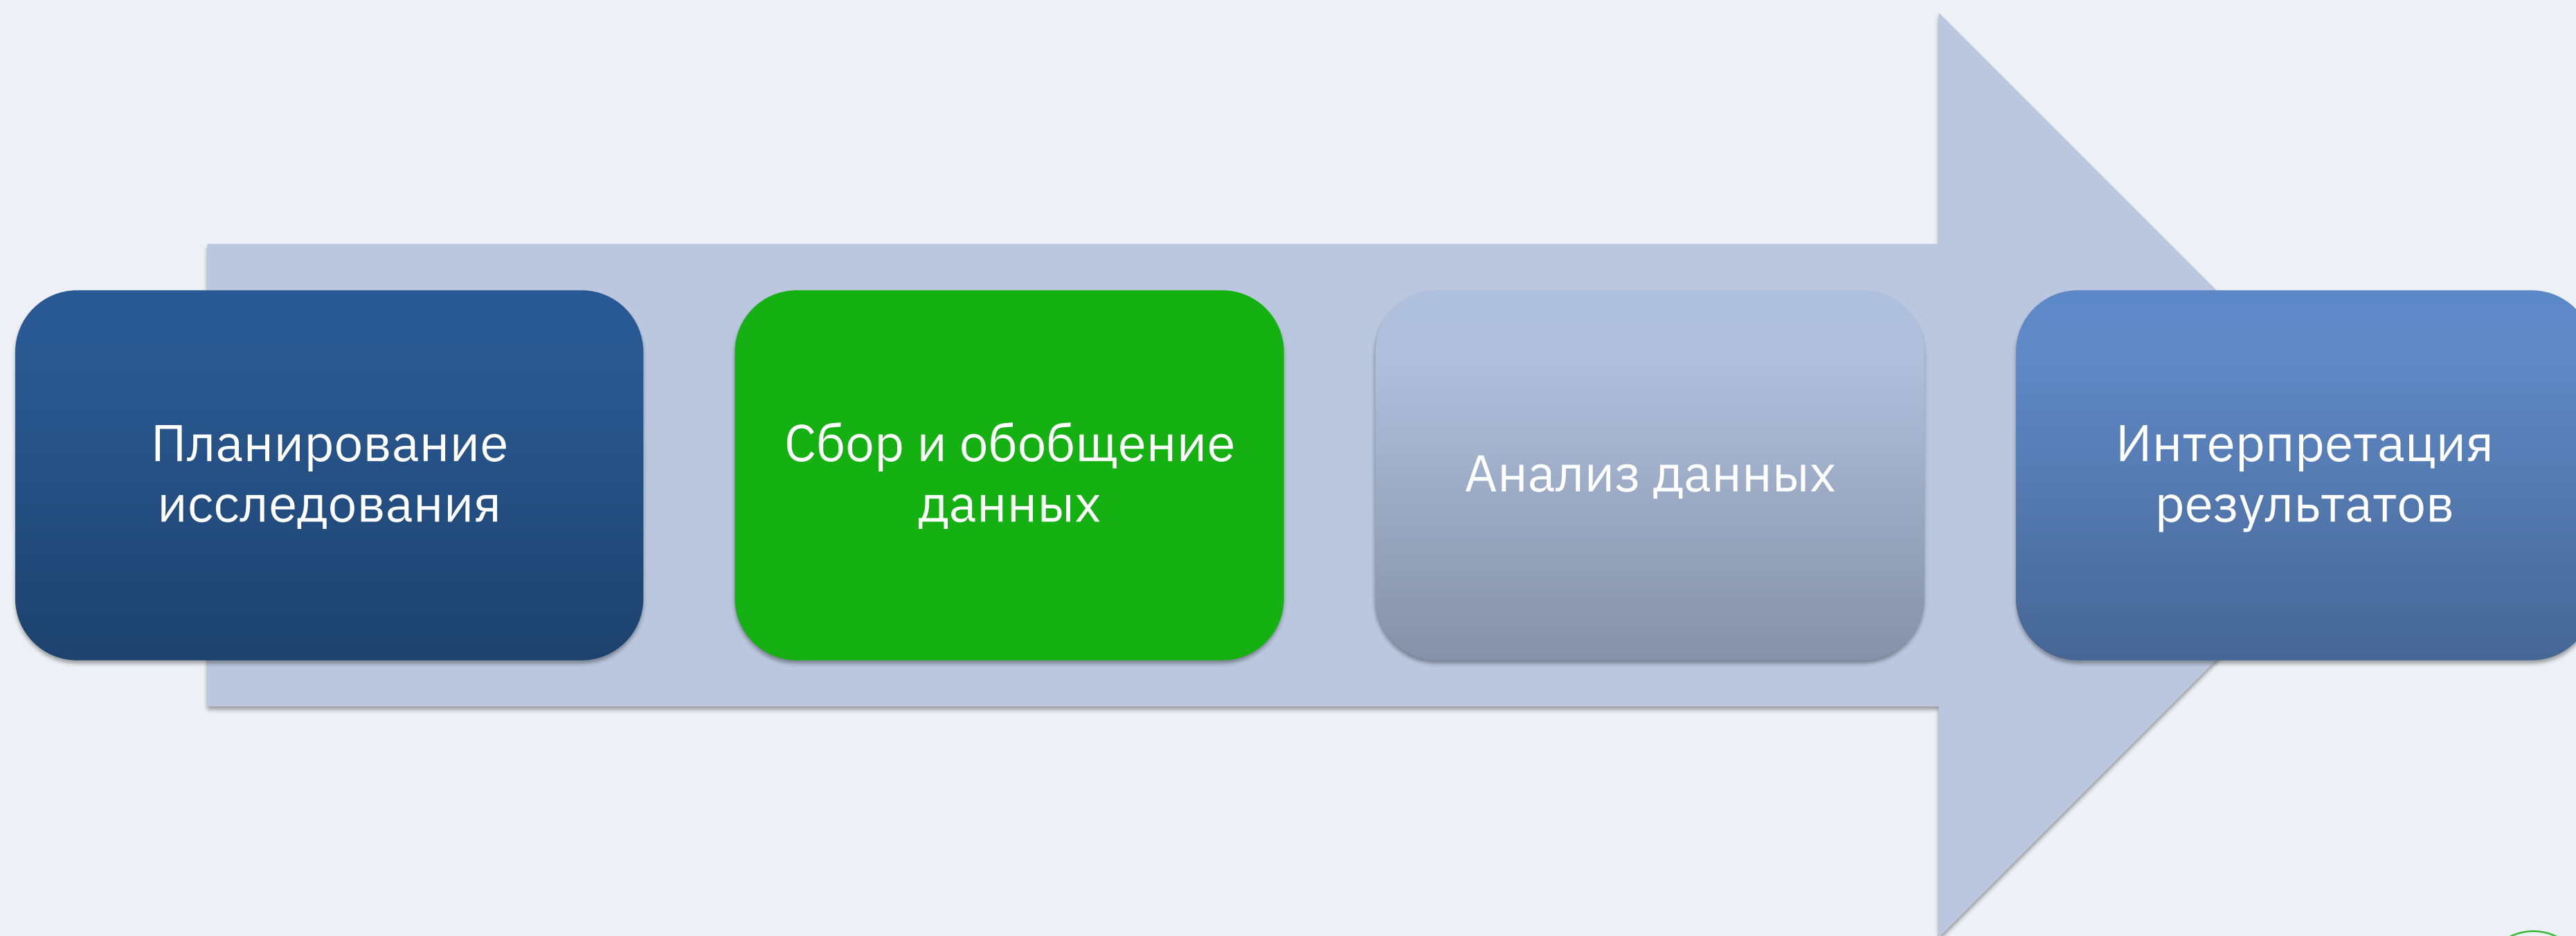 Планирование
исследования
Сбор и обобщение
данных
Анализ данных
Интерпретация
результатов